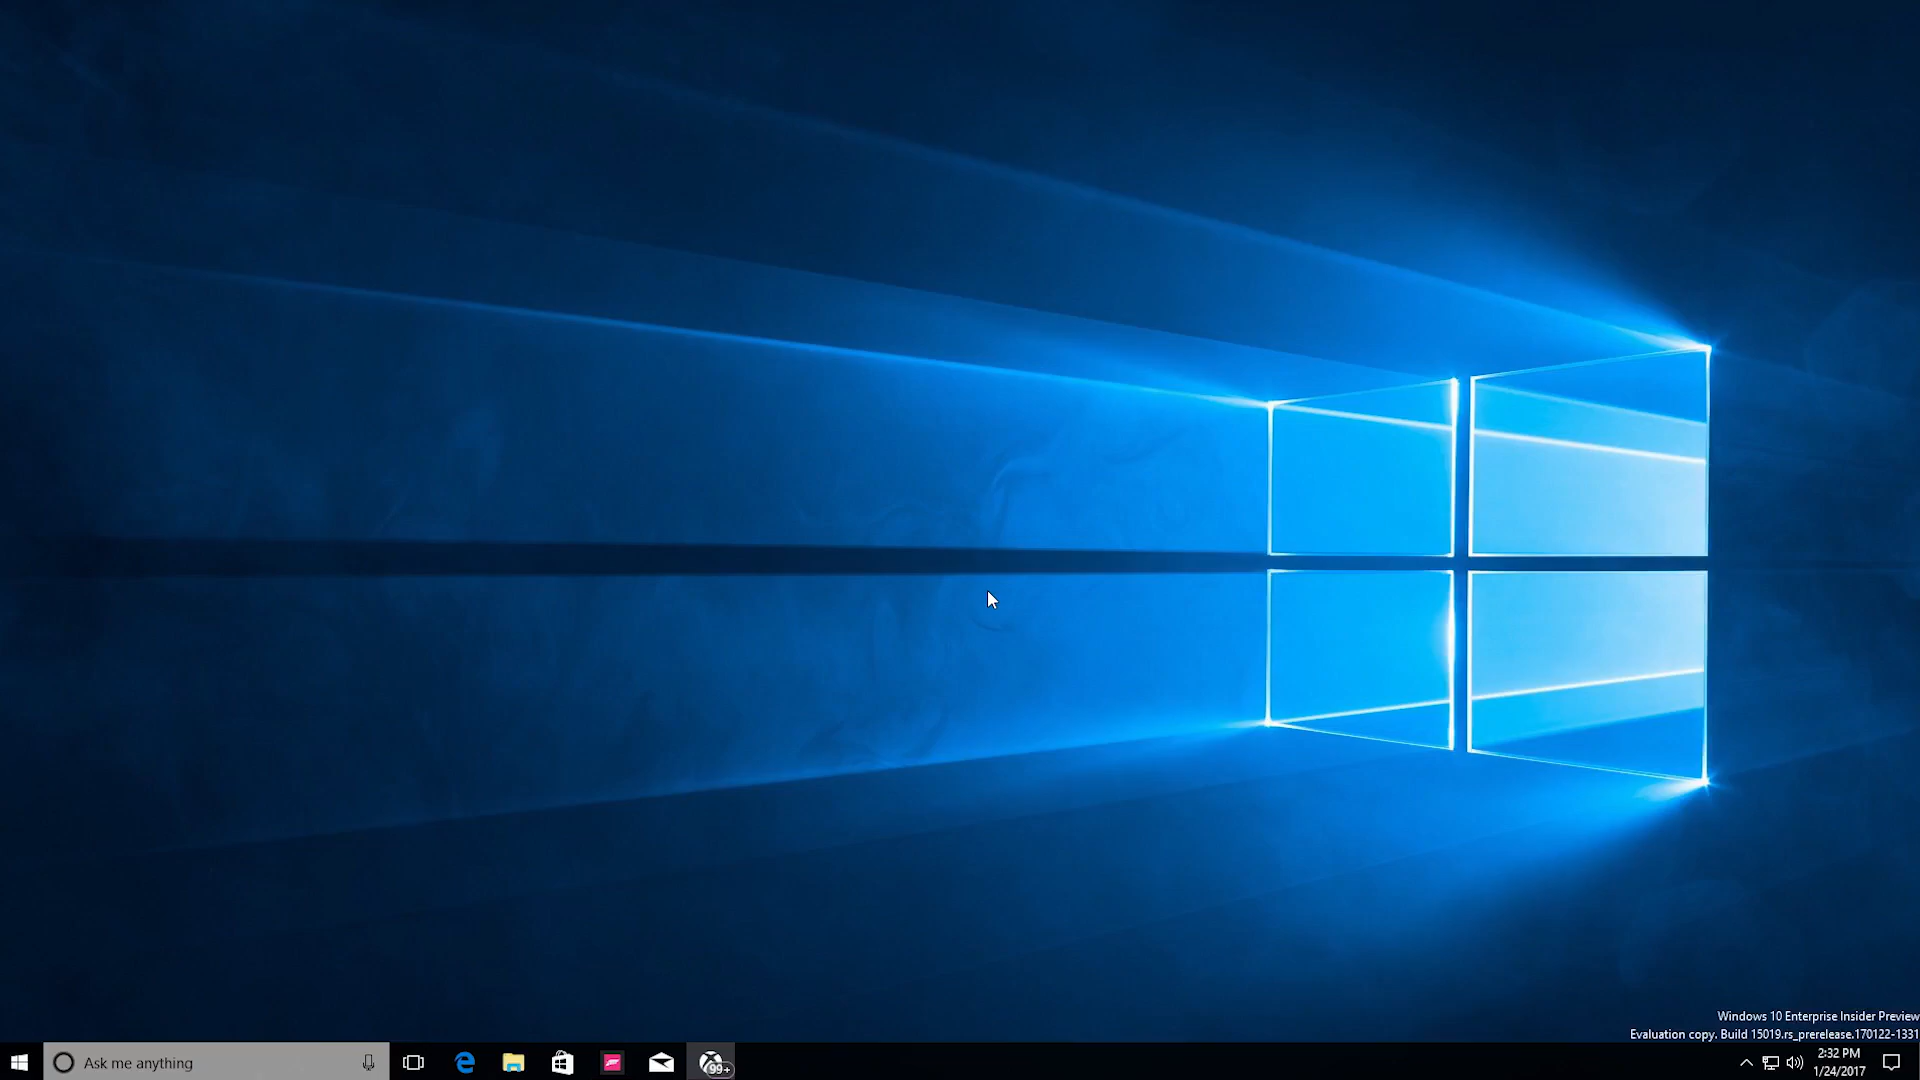 Windows 10 Enterprise Insider Preview
Evaluation copy. Build 15019.rs_prerelease.170122-1331
Ask me anything
99+
2:32 PM
1/24/2017